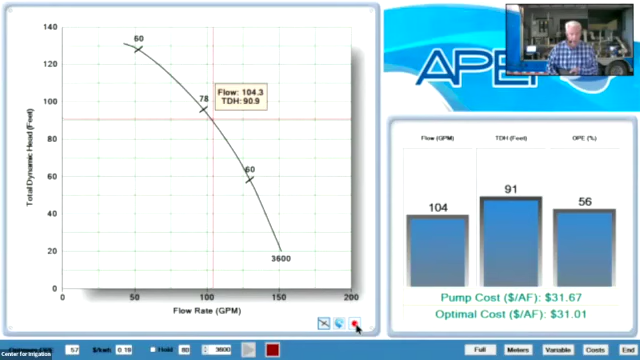 140
120
100
80
60
40
20
0
Total Dynamic Head (Feet)
60
78
60
3600
Flow: 104.3
TDH: 90.9
0
50
100
150
200
Flow Rate (GPM)
Flow (GPM)
TDH (Feet)
OPE (%)
104
91
56
Pump Cost ($/AF): $31.67
Optimal Cost ($/AF): $31.01
Center for Irrigation
57
$/kwh
0.18
Hold
80
3600
Full
Meters
Variable
Costs
End